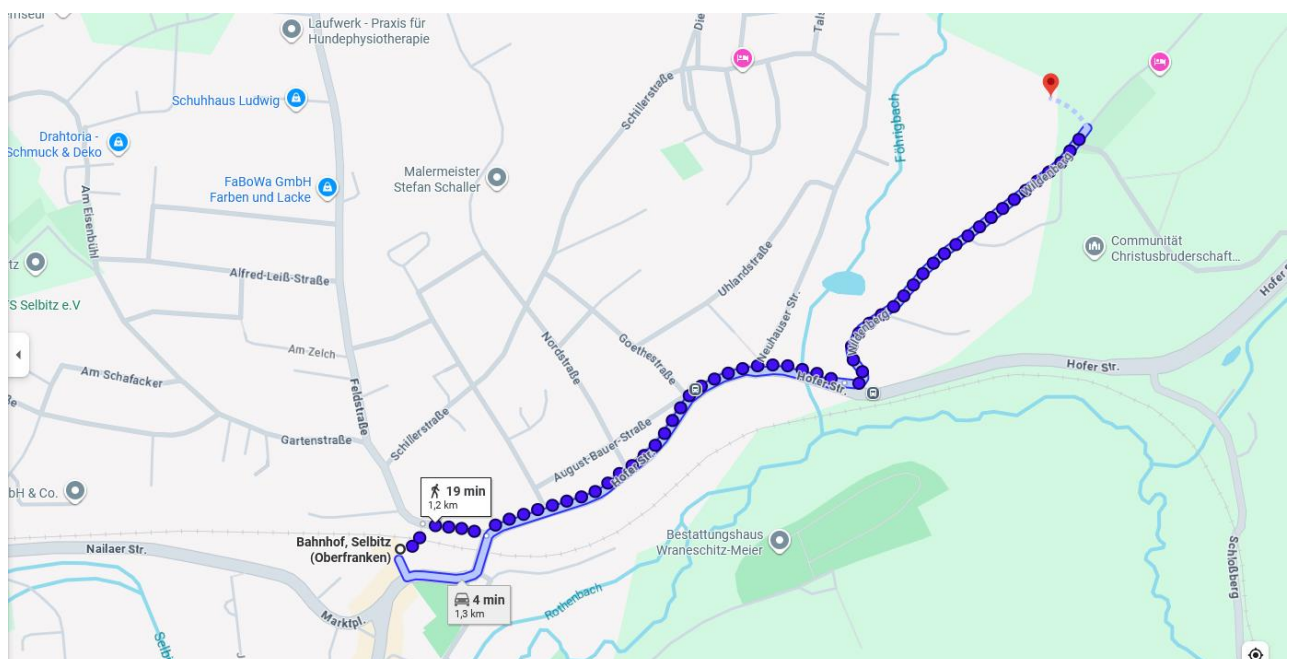 Laufwerk - Praxis für
Hundephysiotherapie
Schuhhaus Ludwig
Drahtoria -
Schmuck & Deko
FaBoWa GmbH
Farben und Lacke
Malermeister
Stefan Schaller
Schillerstraße
Föhrigbach
Wildenberg
Communität
Christusbruderschaft...
Am Eisenbühl
Alfred-Leiß-Straße
Uhlandstraße
Neuhauser Str.
Wildenberg
Selbitz e.V
Am Zelch
Nordstraße
Goethestraße
Hofer Str.
Hofer Str.
Am Schafacker
Feldstraße
Schillerstraße
Gartenstraße
August-Bauer-Straße
Hofer Str.
19 min
1,2 km
bH & Co.
Bahnhof, Selbitz
(Oberfranken)
Nailaer Str.
Bestattungshaus
Wraneschitz-Meier
4 min
1,3 km
Rothenbach
Marktpl.
Schloßberg